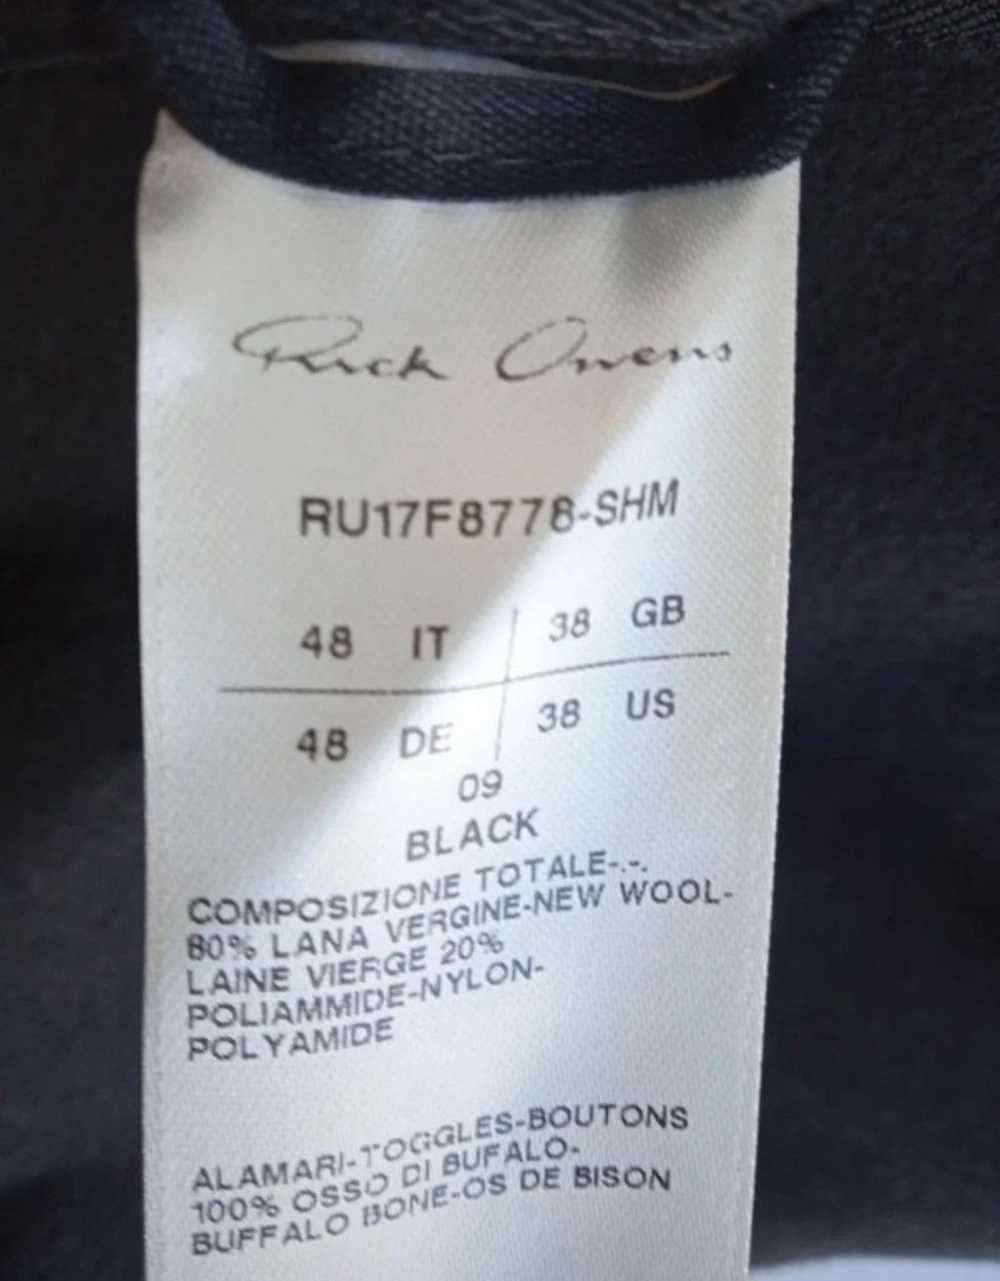 Rick Owens
RU17F8778-SHM
48 IT 38 GB
48 DE 38 US
09
BLACK
COMPOSIZIONE TOTALE-.-.
80% LANA VERGINE-NEW WOOL-
LAINE VIERGE 20%
POLIAMMIDE-NYLON-
POLYAMIDE
ALAMARI-TOGGLES-BOUTONS
100% OSSO DI BUFALO-
BUFFALO BONE-OS DE BISON